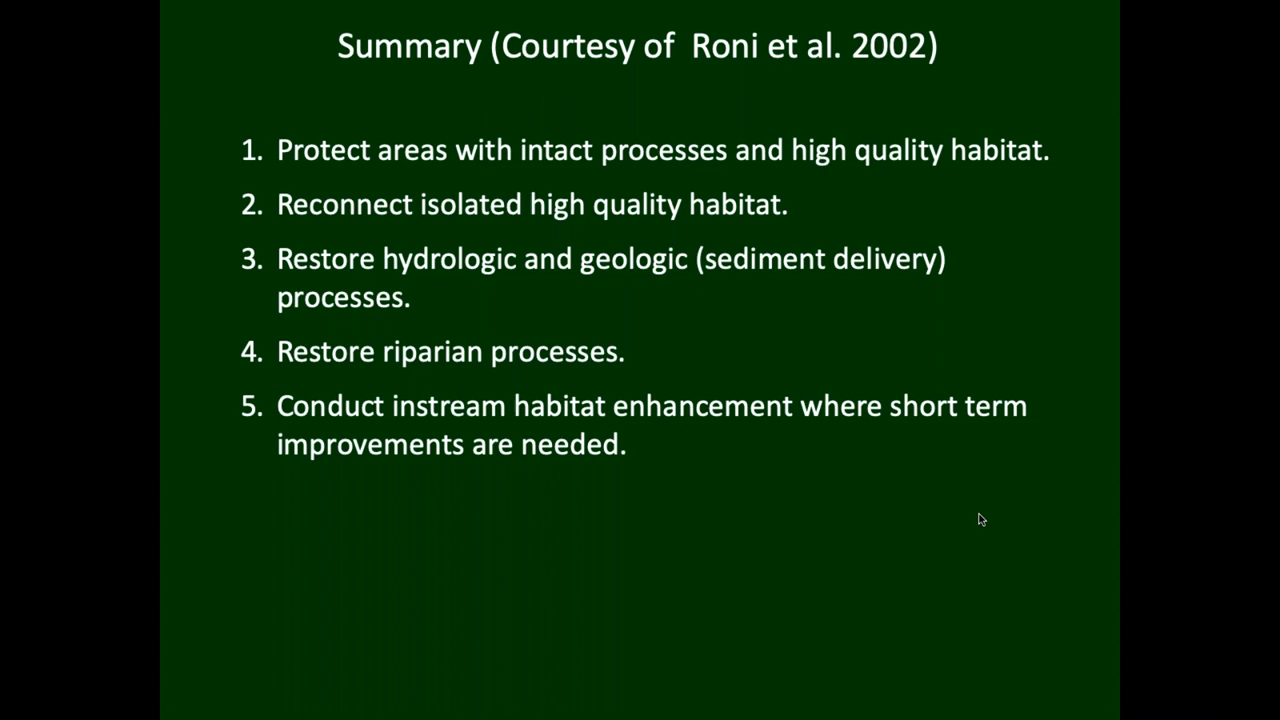 Summary (Courtesy of  Roni et al. 2002)
1. Protect areas with intact processes and high quality habitat.
2. Reconnect isolated high quality habitat.
3. Restore hydrologic and geologic (sediment delivery)
processes.
4. Restore riparian processes.
5. Conduct instream habitat enhancement where short term
improvements are needed.